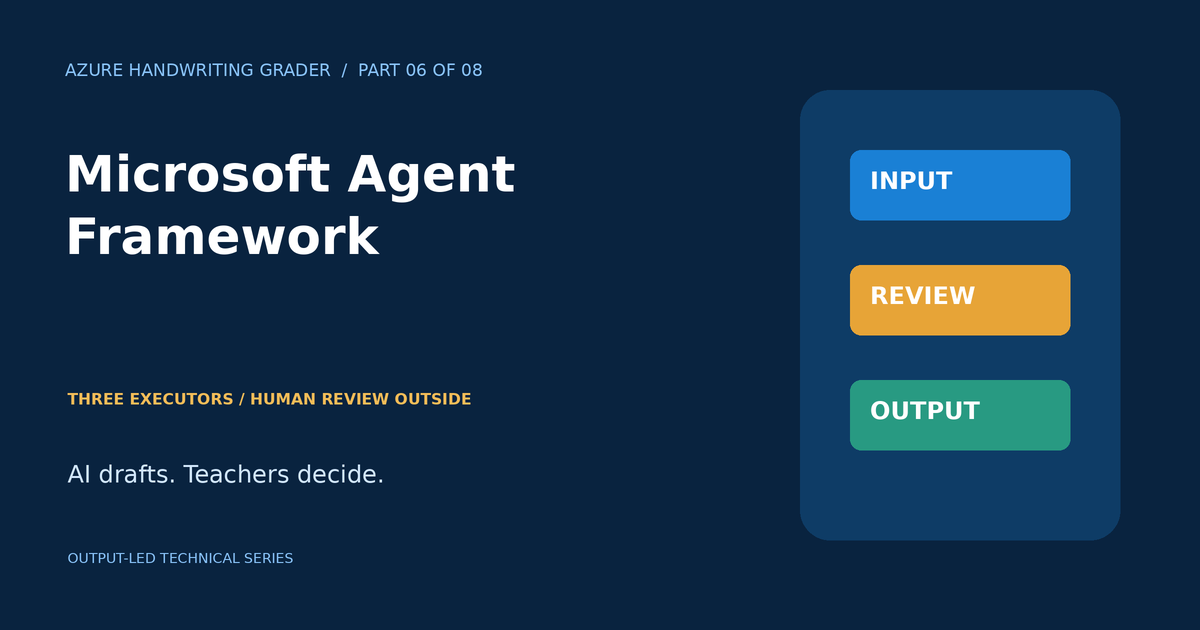 AZURE HANDWRITING GRADER / PART 06 OF 08
Microsoft Agent
Framework
THREE EXECUTORS / HUMAN REVIEW OUTSIDE
AI drafts. Teachers decide.
OUTPUT-LED TECHNICAL SERIES
INPUT
REVIEW
OUTPUT